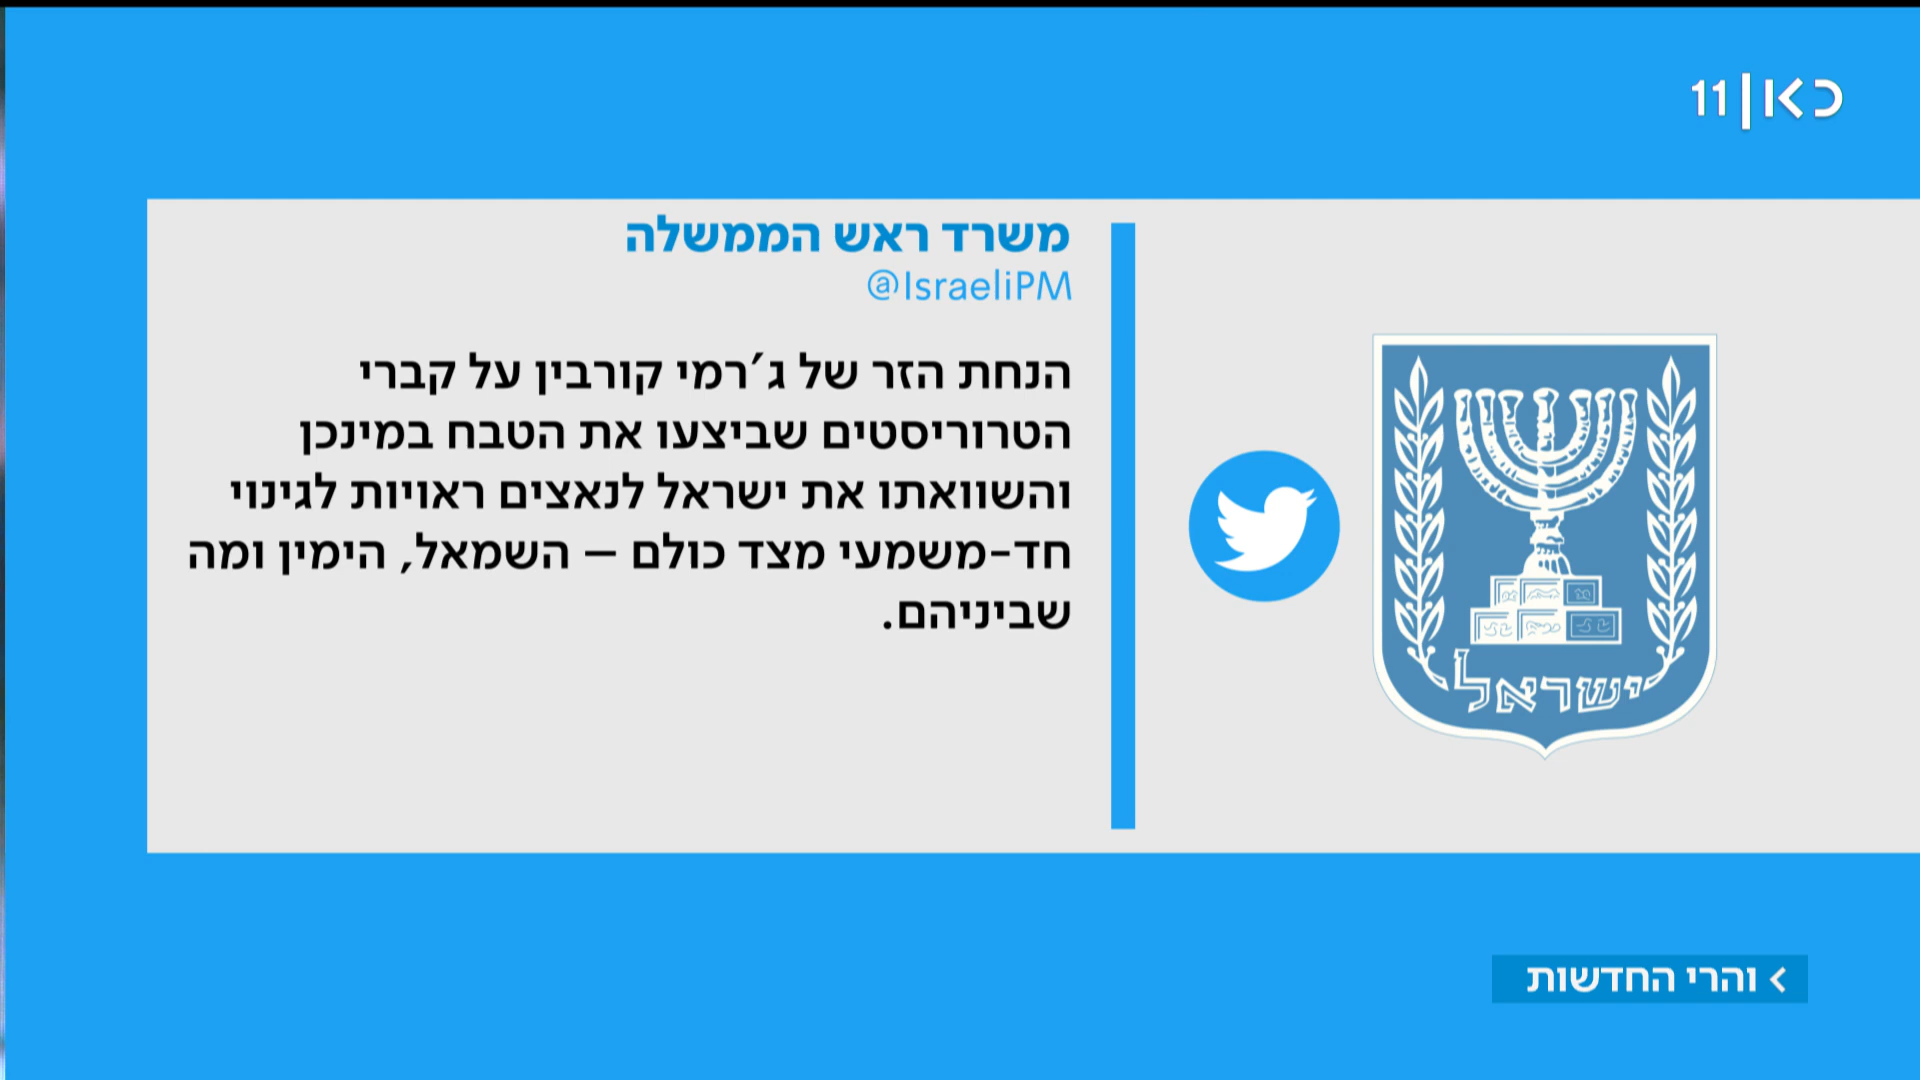 כאן 11
משרד ראש הממשלה
@IsraeliPM
הנחת הזר של ג׳רמי קורבין על קברי
הטרוריסטים שביצעו את הטבח במינכן
והשוואתו את ישראל לנאצים ראויות לגינוי
חד-משמעי מצד כולם – השמאל, הימין ומה
שביניהם.
ישראל
והרי החדשות